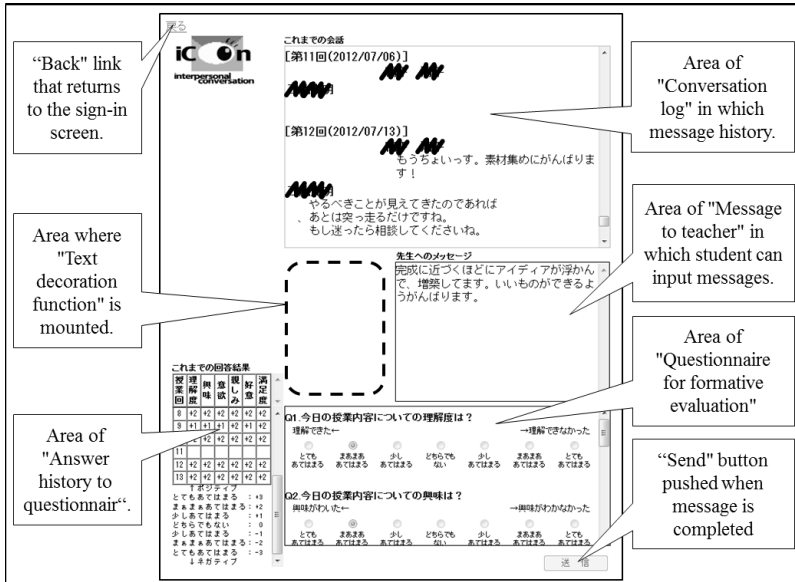 戻る
iCon
interpersonal
conversation
これまでの会話
[第11回(2012/07/06)]
[第12回(2012/07/13)]
もうちょいっす。素材集めにがんばりま
す!
やるべきことが見えてきたのであれば
、あとは突っ走るだけですね。
もし迷ったら相談してくださいね。
先生へのメッセージ
完成に近づくほどにアイディアが浮かん
で、増築してます。いいものができるよ
うがんばります。
これまでの回答結果
授業回 理解度 興味 意欲 親しみ 好意 満足度
8 +2 +2 +2 +2 +2 +2
9 +1 +1 +1 +2 +2 +2
+2 +2 +2 +2 +2
11
12 +2 +2 +2 +2 +2 +2
13 +2 +2 +2 +2 +2 +2
↑ポジティブ
とてもあてはまる :+3
まぁまぁあてはまる:+2
少しあてはまる :+1
どちらでもない : 0
少しあてはまる :-1
まぁまぁあてはまる:-2
とてもあてはまる :-3
↓ネガティブ
Q1.今日の授業内容についての理解度は?
理解できた← →理解できなかった
とても
あてはまる
まあまあ
あてはまる
少し
あてはまる
どちらでも
ない
少し
あてはまる
まあまあ
あてはまる
とても
あてはまる
Q2.今日の授業内容についての興味は?
興味がわいた← →興味がわかなかった
とても
あてはまる
まあまあ
あてはまる
少し
あてはまる
どちらでも
ない
少し
あてはまる
まあまあ
あてはまる
とても
あてはまる
送 信
“Back" link
that returns
to the sign-in
screen.
Area where
"Text
decoration
function" is
mounted.
Area of
"Answer
history to
questionnair“.
Area of
"Conversation
log" in which
message history.
Area of "Message
to teacher" in
which student can
input messages.
Area of
"Questionnaire
for formative
evaluation"
“Send" button
pushed when
message is
completed